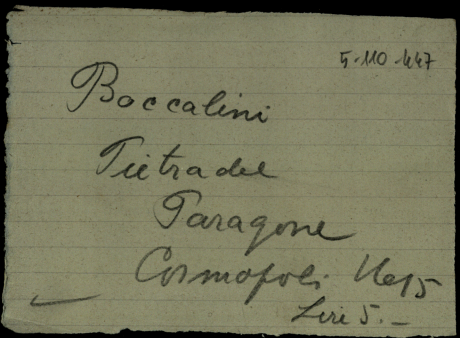 5-110-447
Boccalini
Pietra del
Paragone
Cosmopoli 1615
Lire 5.-